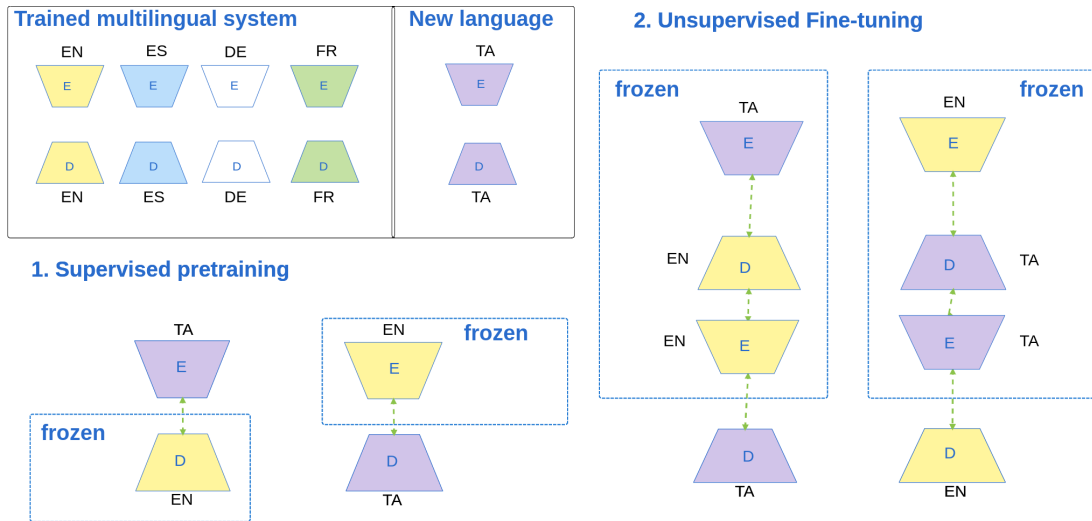 Trained multilingual system
EN ES DE FR
E E E E
D D D D
EN ES DE FR
New language
TA
E
D
TA
1. Supervised pretraining
TA
E
frozen
D
EN
EN
frozen
E
D
TA
2. Unsupervised Fine-tuning
frozen
TA
E
EN
D
EN
E
D
TA
EN
frozen
E
D
TA
E
TA
D
EN